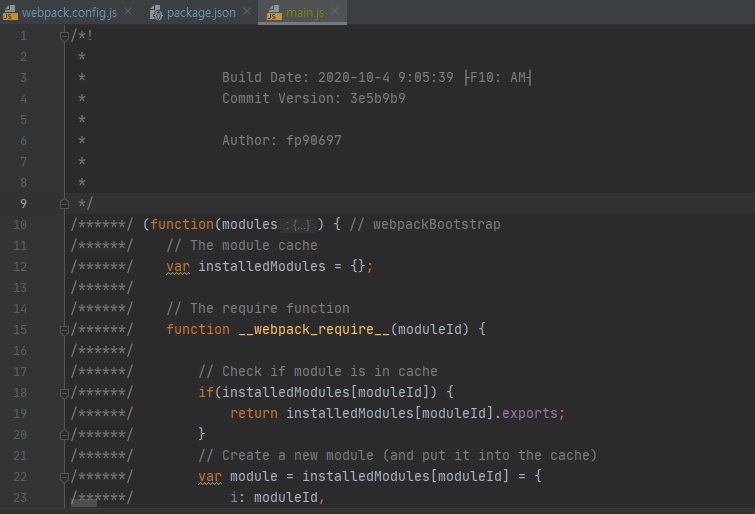 webpack.config.js × package.json × main.js ×
1 /*!
2 *
3 * Build Date: 2020-10-4 9:05:39 ├F10: AM┤
4 * Commit Version: 3e5b9b9
5 *
6 * Author: fp90697
7 *
8 *
9 */
10 /******/ (function(modules :{...} ) { // webpackBootstrap
11 /******/ // The module cache
12 /******/ var installedModules = {};
13 /******/
14 /******/ // The require function
15 /******/ function __webpack_require__(moduleId) {
16 /******/
17 /******/ // Check if module is in cache
18 /******/ if(installedModules[moduleId]) {
19 /******/ return installedModules[moduleId].exports;
20 /******/ }
21 /******/ // Create a new module (and put it into the cache)
22 /******/ var module = installedModules[moduleId] = {
23 /******/ i: moduleId,